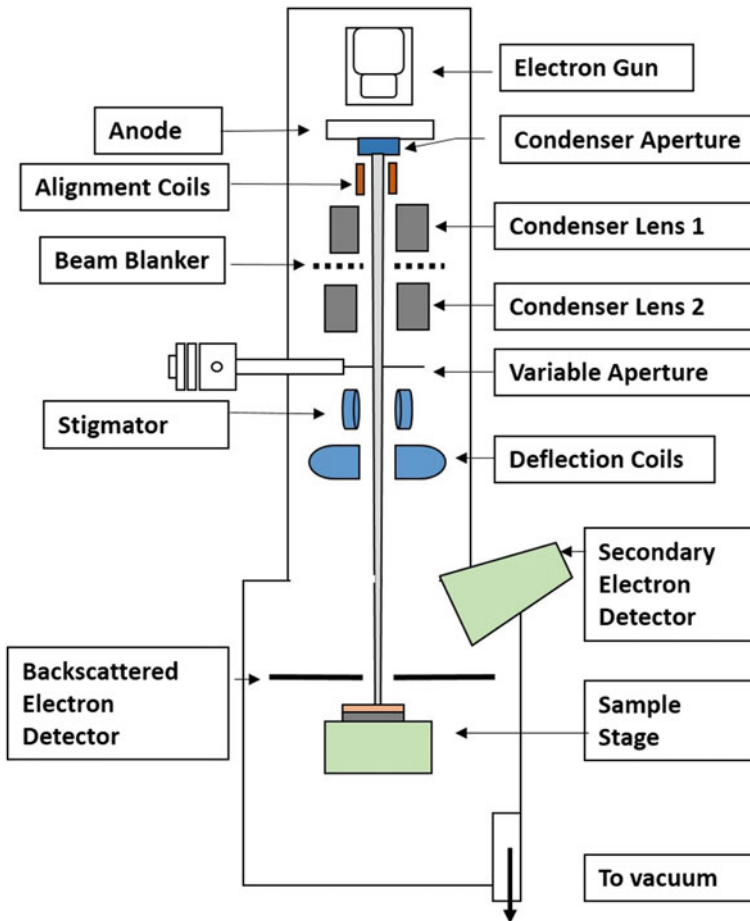 Electron Gun
Anode
Condenser Aperture
Alignment Coils
Condenser Lens 1
Beam Blanker
Condenser Lens 2
Variable Aperture
Stigmator
Deflection Coils
Secondary
Electron
Detector
Backscattered
Electron
Detector
Sample
Stage
To vacuum